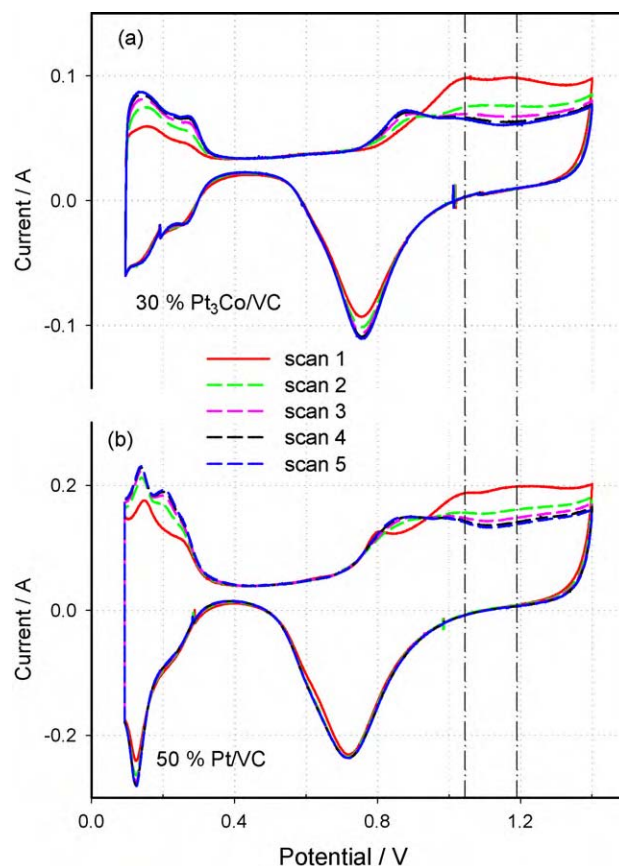 (a)
0.1
0.0
-0.1
Current / A
30 % Pt₃Co/VC
scan 1
scan 2
scan 3
scan 4
scan 5
(b)
0.2
0.0
-0.2
Current / A
50 % Pt/VC
0.0 0.4 0.8 1.2
Potential / V